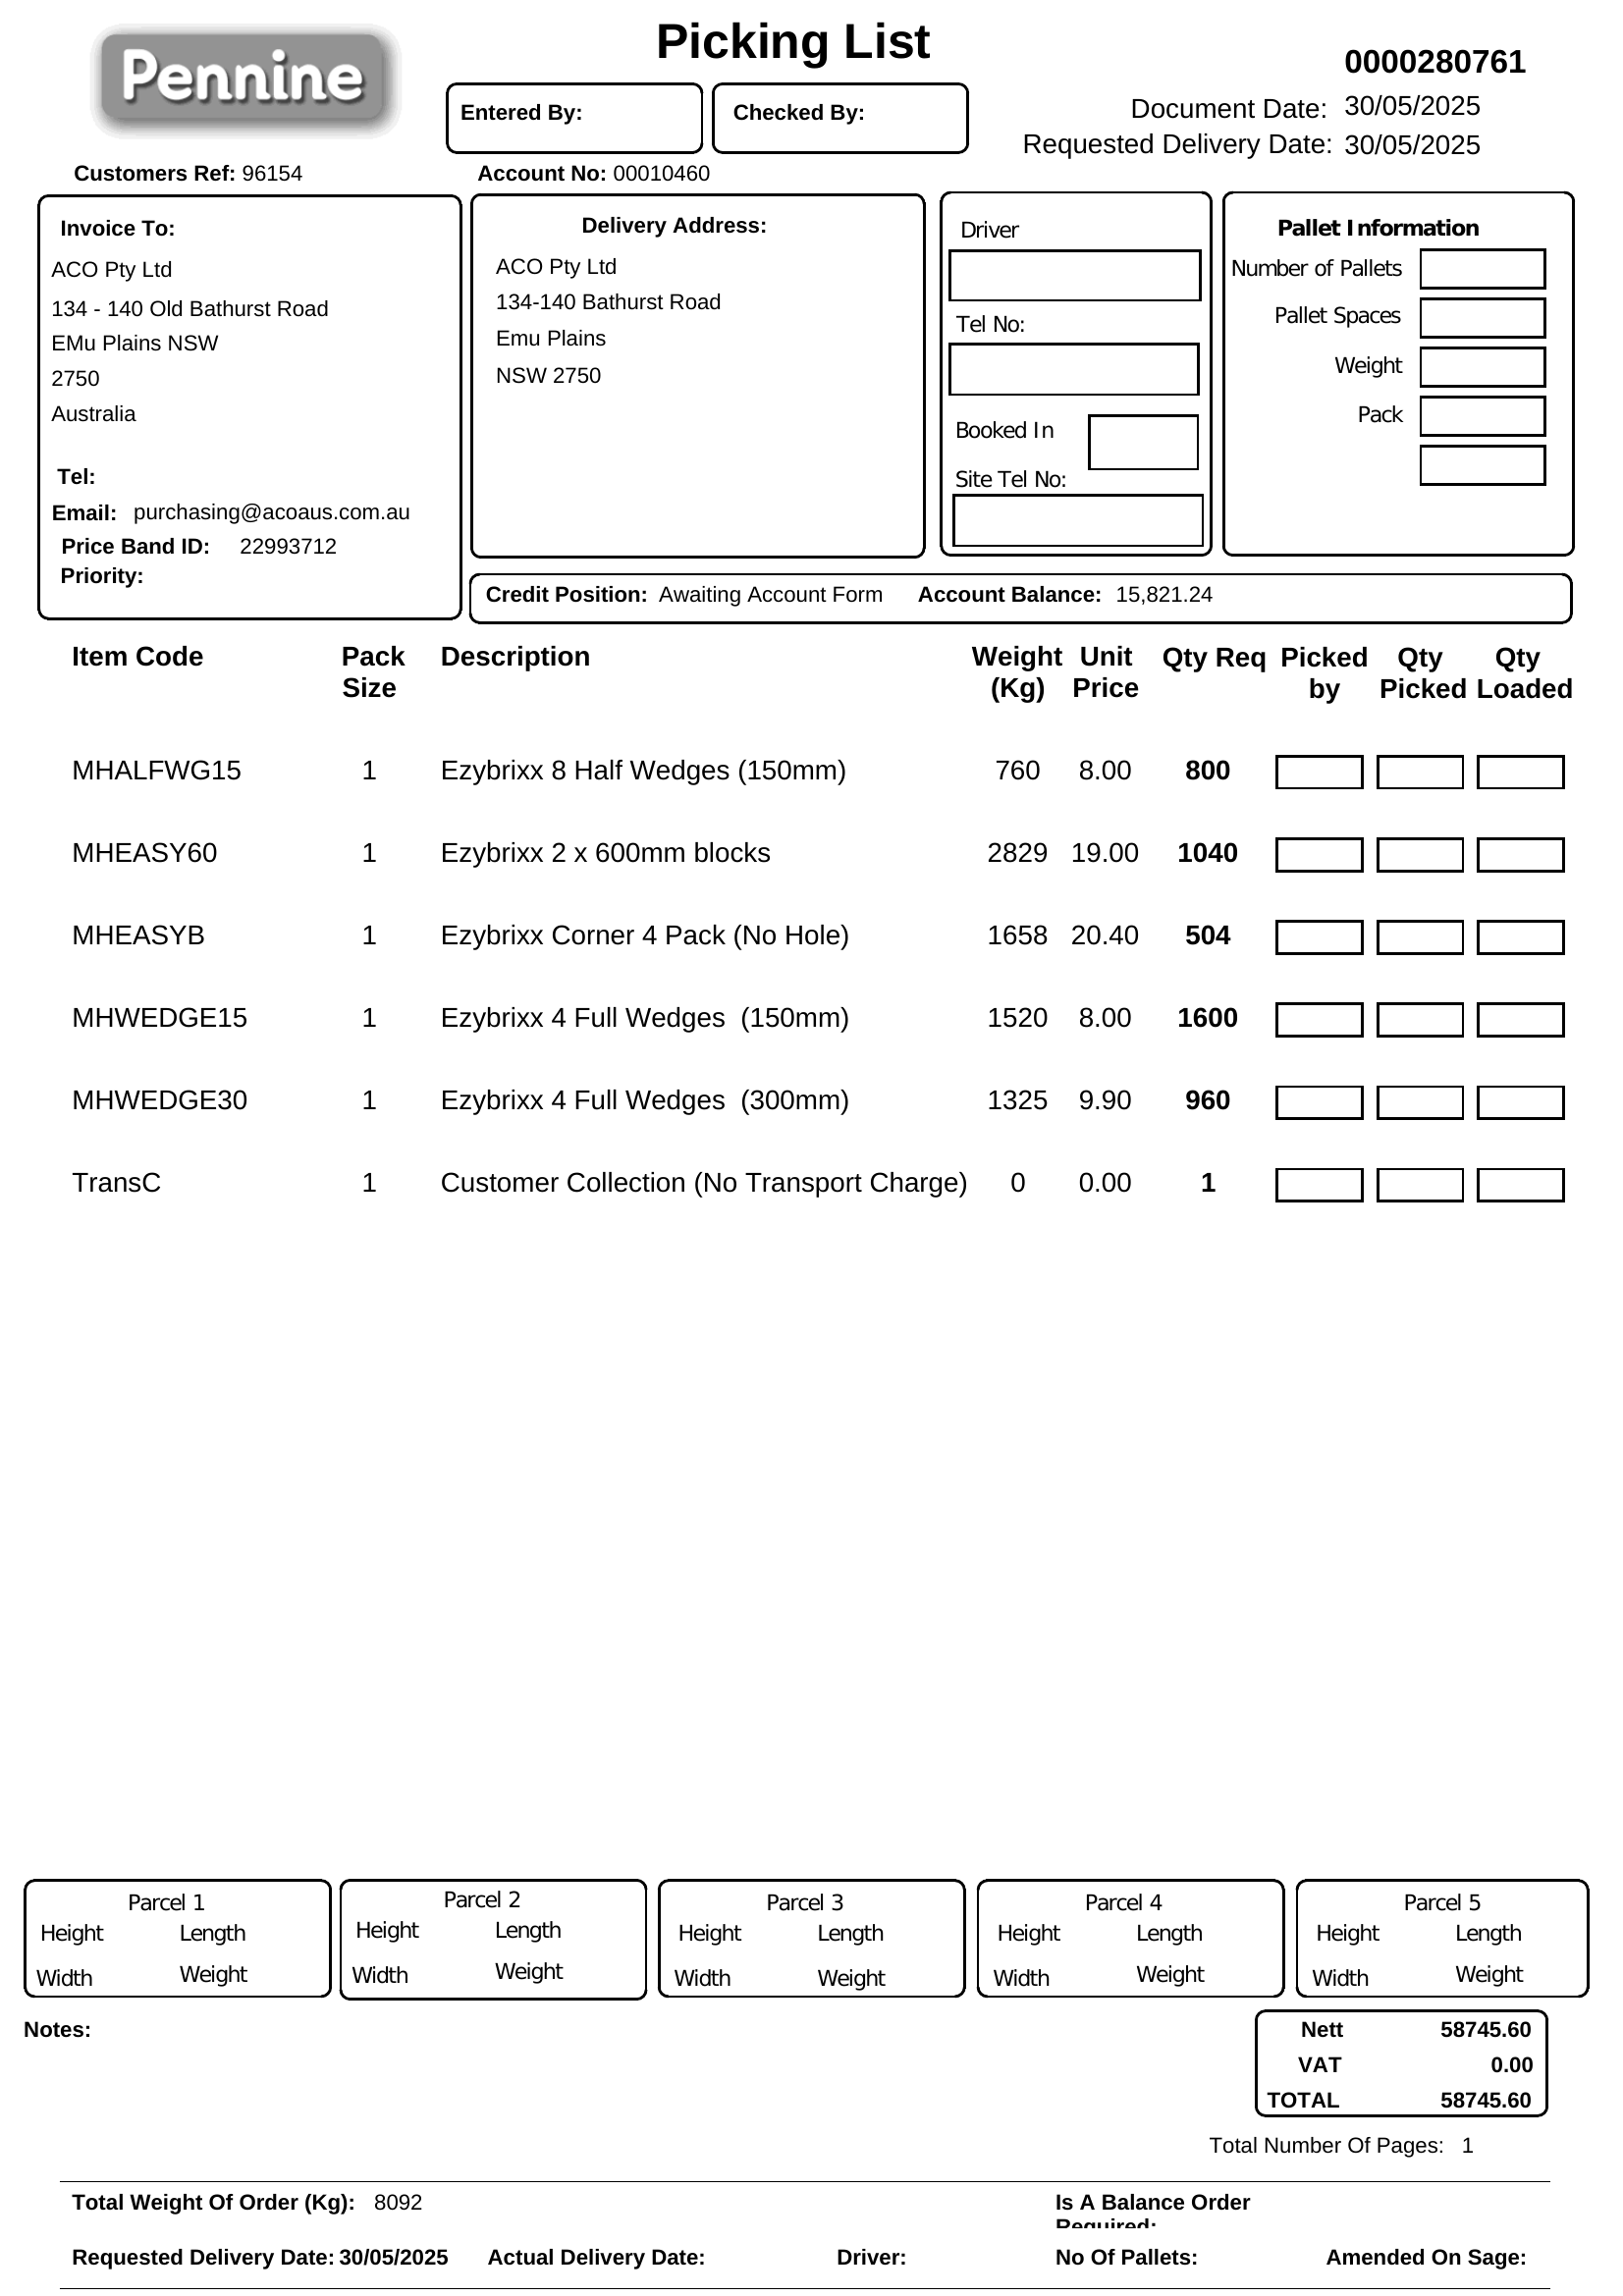 Pennine
Picking List
0000280761
Entered By:
Checked By:
Document Date: 30/05/2025
Requested Delivery Date: 30/05/2025
Customers Ref: 96154
Account No: 00010460
Invoice To:
ACO Pty Ltd
134 - 140 Old Bathurst Road
EMu Plains NSW
2750
Australia
Tel:
Email: purchasing@acoaus.com.au
Price Band ID: 22993712
Priority:
Delivery Address:
ACO Pty Ltd
134-140 Bathurst Road
Emu Plains
NSW 2750
Driver
Tel No:
Booked In
Site Tel No:
Pallet Information
Number of Pallets
Pallet Spaces
Weight
Pack
Credit Position: Awaiting Account Form Account Balance: 15,821.24
Item Code Pack Description Weight Unit Qty Req Picked Qty Qty
Size (Kg) Price by Picked Loaded
MHALFWG15 1 Ezybrixx 8 Half Wedges (150mm) 760 8.00 800
MHEASY60 1 Ezybrixx 2 x 600mm blocks 2829 19.00 1040
MHEASYB 1 Ezybrixx Corner 4 Pack (No Hole) 1658 20.40 504
MHWEDGE15 1 Ezybrixx 4 Full Wedges (150mm) 1520 8.00 1600
MHWEDGE30 1 Ezybrixx 4 Full Wedges (300mm) 1325 9.90 960
TransC 1 Customer Collection (No Transport Charge) 0 0.00 1
Parcel 1
Height Length
Width Weight
Parcel 2
Height Length
Width Weight
Parcel 3
Height Length
Width Weight
Parcel 4
Height Length
Width Weight
Parcel 5
Height Length
Width Weight
Notes:
Nett 58745.60
VAT 0.00
TOTAL 58745.60
Total Number Of Pages: 1
Total Weight Of Order (Kg): 8092
Is A Balance Order
Required:
Requested Delivery Date: 30/05/2025 Actual Delivery Date: Driver: No Of Pallets: Amended On Sage: